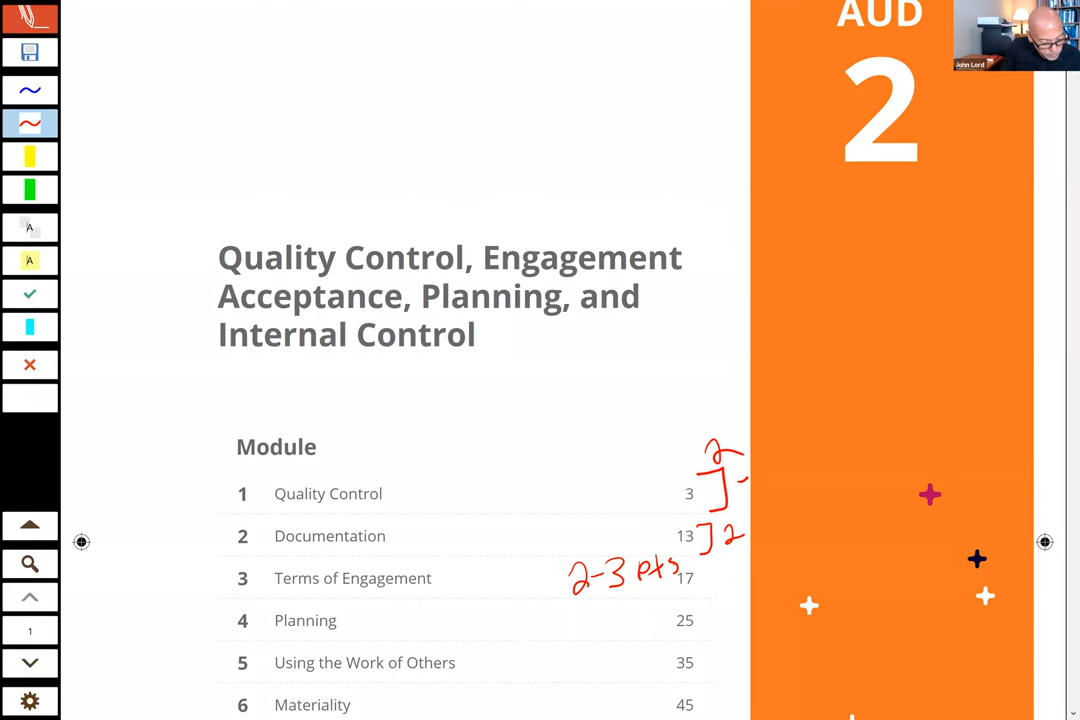 AUD
2
John Lord
Quality Control, Engagement
Acceptance, Planning, and
Internal Control
Module
2
1 Quality Control 3
2 Documentation 13 2
3 Terms of Engagement 2-3 pts 17
4 Planning 25
5 Using the Work of Others 35
6 Materiality 45
A
A
1